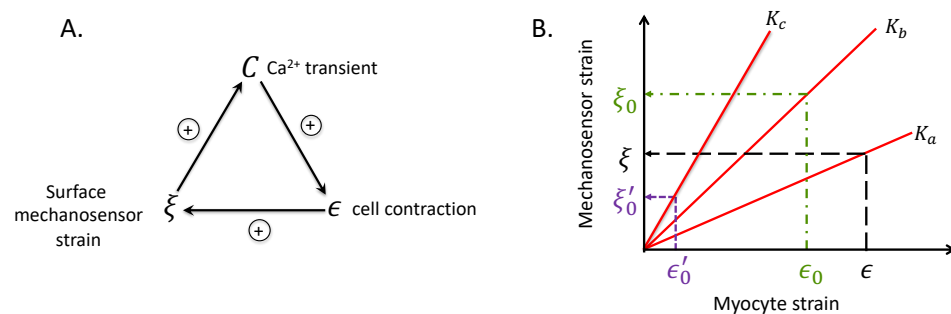 A.
C Ca²⁺ transient
+
+
Surface
mechanosensor
strain
ξ
ϵ cell contraction
+
B.
Mechanosensor strain
K_c
K_b
K_a
ξ₀
ξ
ξ₀′
ϵ₀′
ϵ₀
ϵ
Myocyte strain